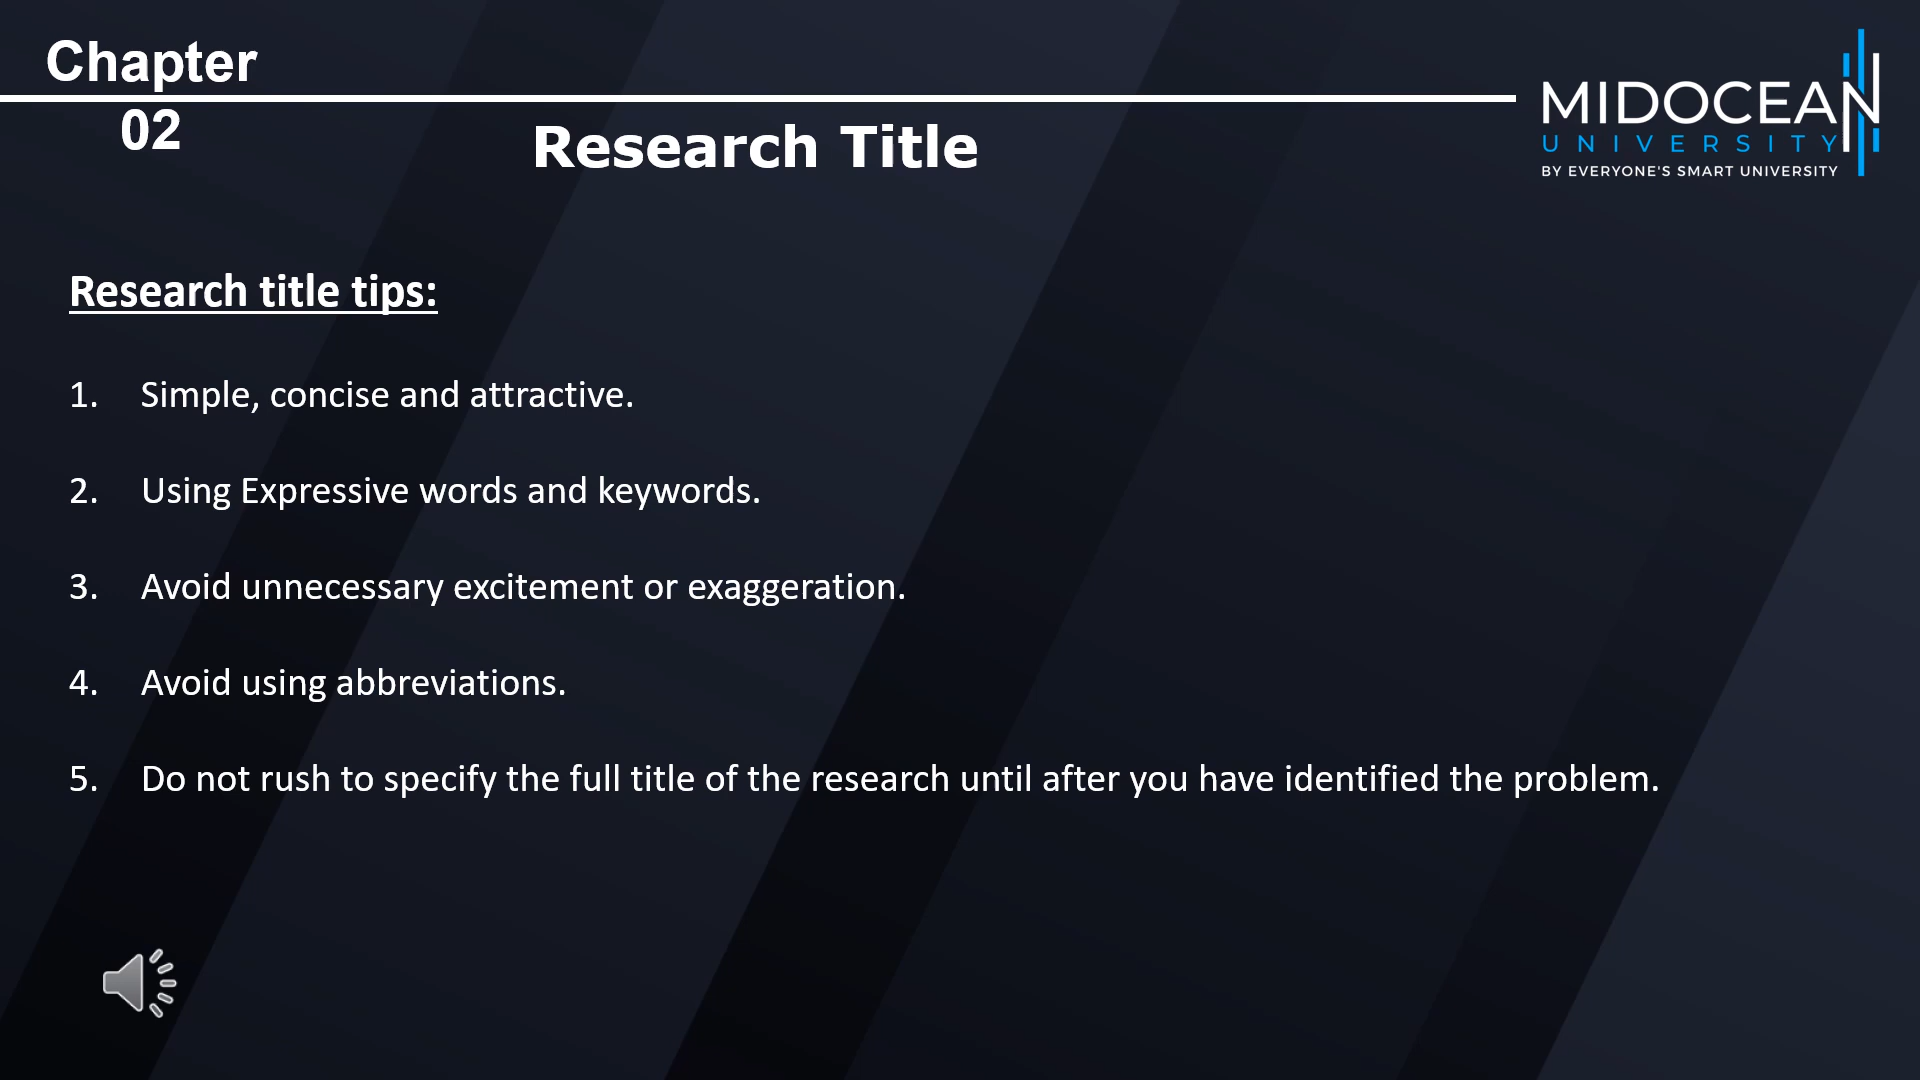 Chapter
02
Research Title
MIDOCEAN
UNIVERSITY
BY EVERYONE'S SMART UNIVERSITY
Research title tips:
1. Simple, concise and attractive.
2. Using Expressive words and keywords.
3. Avoid unnecessary excitement or exaggeration.
4. Avoid using abbreviations.
5. Do not rush to specify the full title of the research until after you have identified the problem.